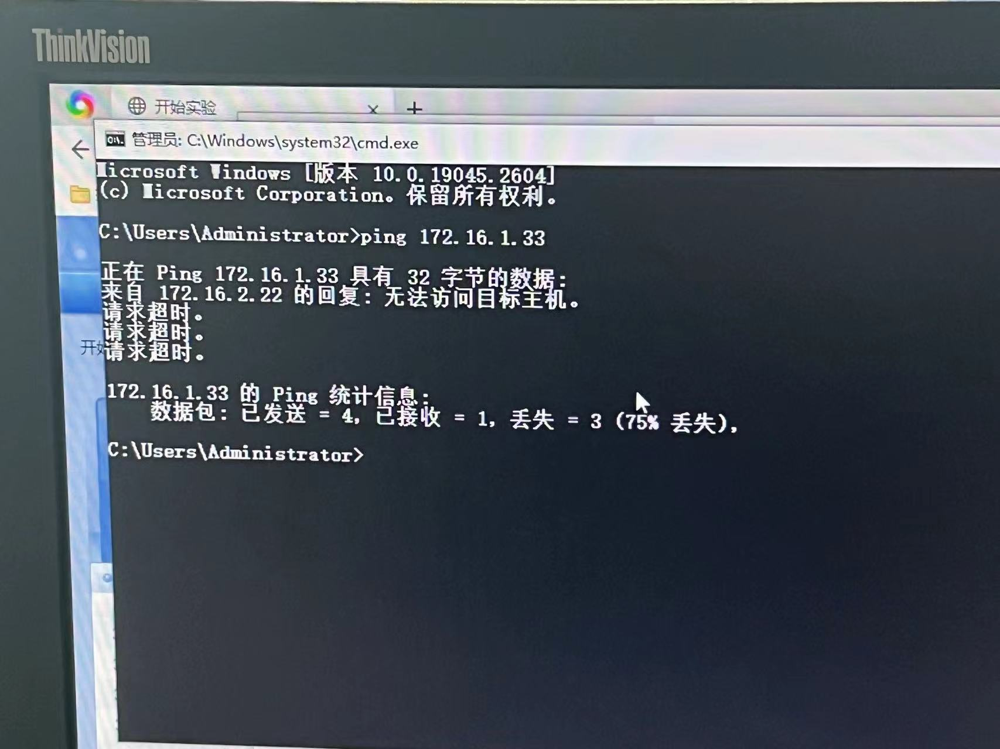 ThinkVision
开始实验
管理员: C:\Windows\system32\cmd.exe
Microsoft Windows [版本 10.0.19045.2604]
(c) Microsoft Corporation。保留所有权利。
C:\Users\Administrator>ping 172.16.1.33
正在 Ping 172.16.1.33 具有 32 字节的数据:
来自 172.16.2.22 的回复: 无法访问目标主机。
请求超时。
请求超时。
开始
请求超时。
172.16.1.33 的 Ping 统计信息:
数据包: 已发送 = 4, 已接收 = 1, 丢失 = 3 (75% 丢失),
C:\Users\Administrator>